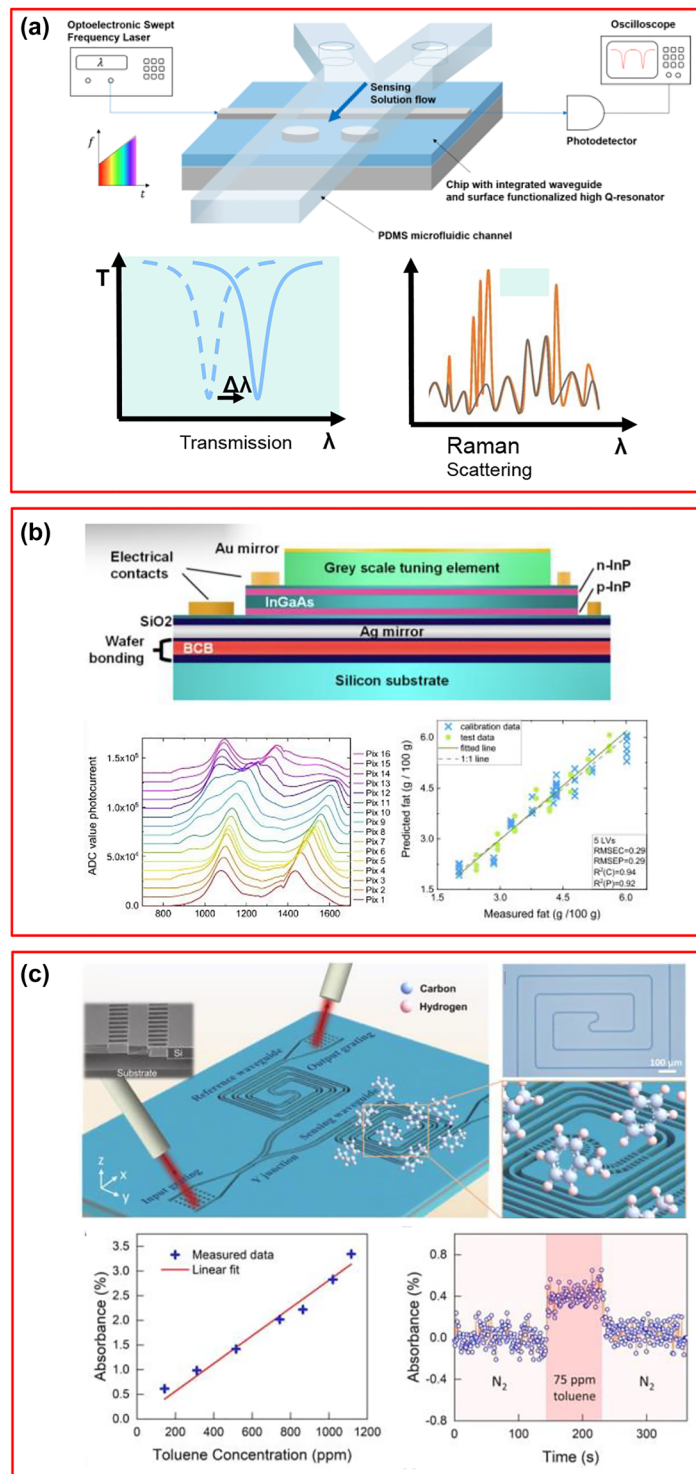 (a)
Optoelectronic Swept
Frequency Laser
λ
f
t
Sensing
Solution flow
Oscilloscope
Photodetector
Chip with integrated waveguide
and surface functionalized high Q-resonator
PDMS microfluidic channel
T
Δλ
Transmission
λ
Raman
Scattering
λ
(b)
Electrical
contacts
Au mirror
Grey scale tuning element
n-InP
p-InP
InGaAs
SiO2
Ag mirror
Wafer
bonding
BCB
Silicon substrate
ADC value photocurrent
1.5x10⁵
1.0x10⁵
5.0x10⁴
0.0
800 1000 1200 1400 1600
Pix 16
Pix 15
Pix 14
Pix 13
Pix 12
Pix 11
Pix 10
Pix 9
Pix 8
Pix 7
Pix 6
Pix 5
Pix 4
Pix 3
Pix 2
Pix 1
Predicted fat (g / 100 g)
6.0
4.5
3.0
1.5
calibration data
test data
fitted line
1:1 line
5 LVs
RMSEC=0.29
RMSEP=0.29
R²(C)=0.94
R²(P)=0.92
1.5 3.0 4.5 6.0
Measured fat (g /100 g)
(c)
Si
Substrate
Carbon
Hydrogen
Reference waveguide
Output grating
Sensing waveguide
Y junction
Input grating
z
x
y
100 µm
Absorbance (%)
3.5
3.0
2.5
2.0
1.5
1.0
0.5
0.0
Measured data
Linear fit
0 200 400 600 800 1000 1200
Toluene Concentration (ppm)
Absorbance (%)
0.8
0.4
0.0
-0.4
-0.8
N₂
75 ppm
toluene
N₂
0 100 200 300
Time (s)